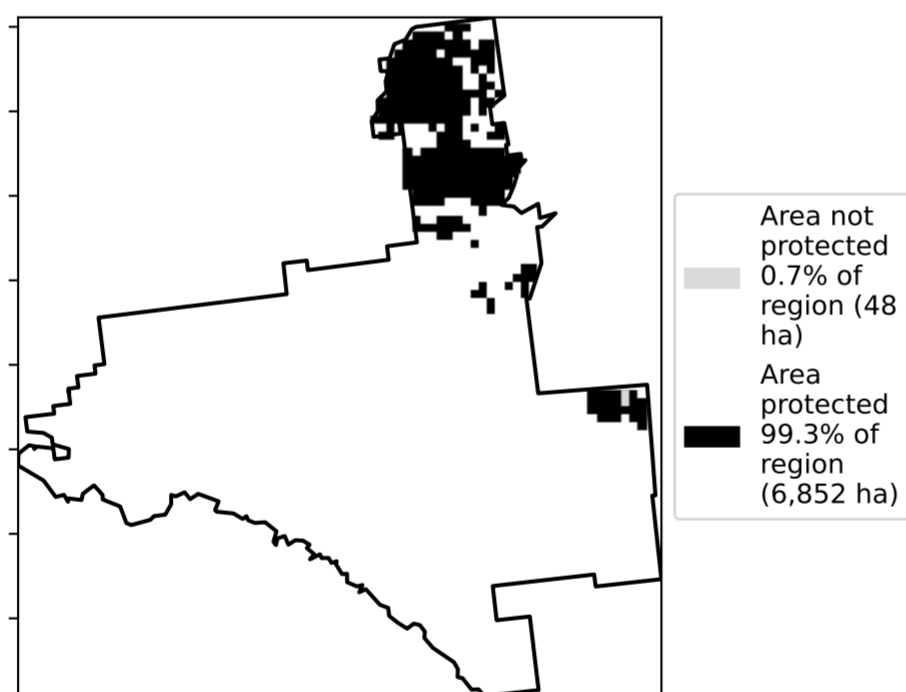 Area not
protected
0.7% of
region (48
ha)
Area
protected
99.3% of
region
(6,852 ha)